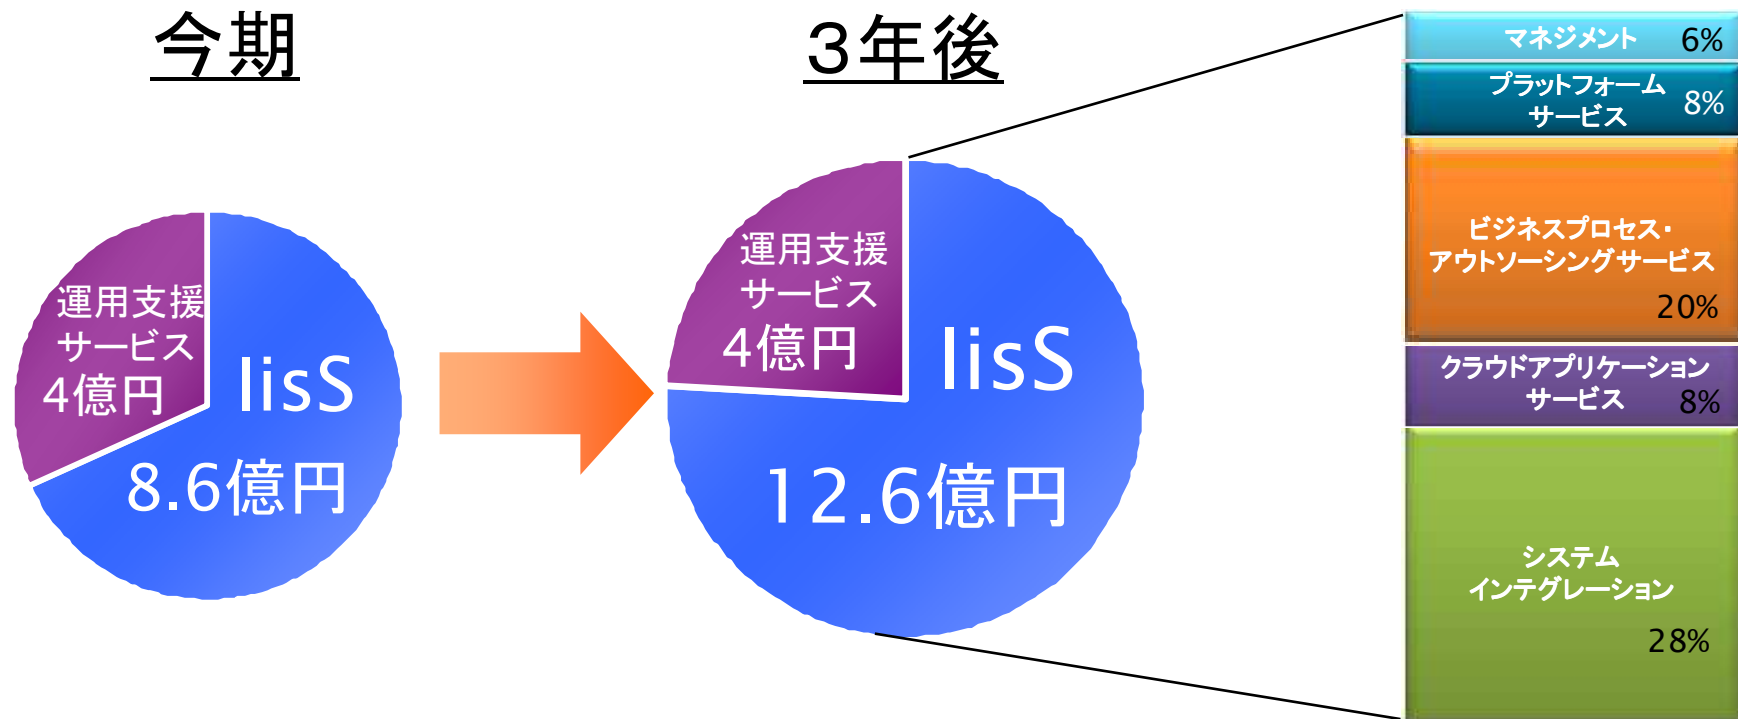 今期
運用支援
サービス
4億円
IisS
8.6億円
３年後
運用支援
サービス
4億円
IisS
12.6億円
マネジメント 6%
プラットフォーム
サービス 8%
ビジネスプロセス・
アウトソーシングサービス
20%
クラウドアプリケーション
サービス 8%
システム
インテグレーション
28%